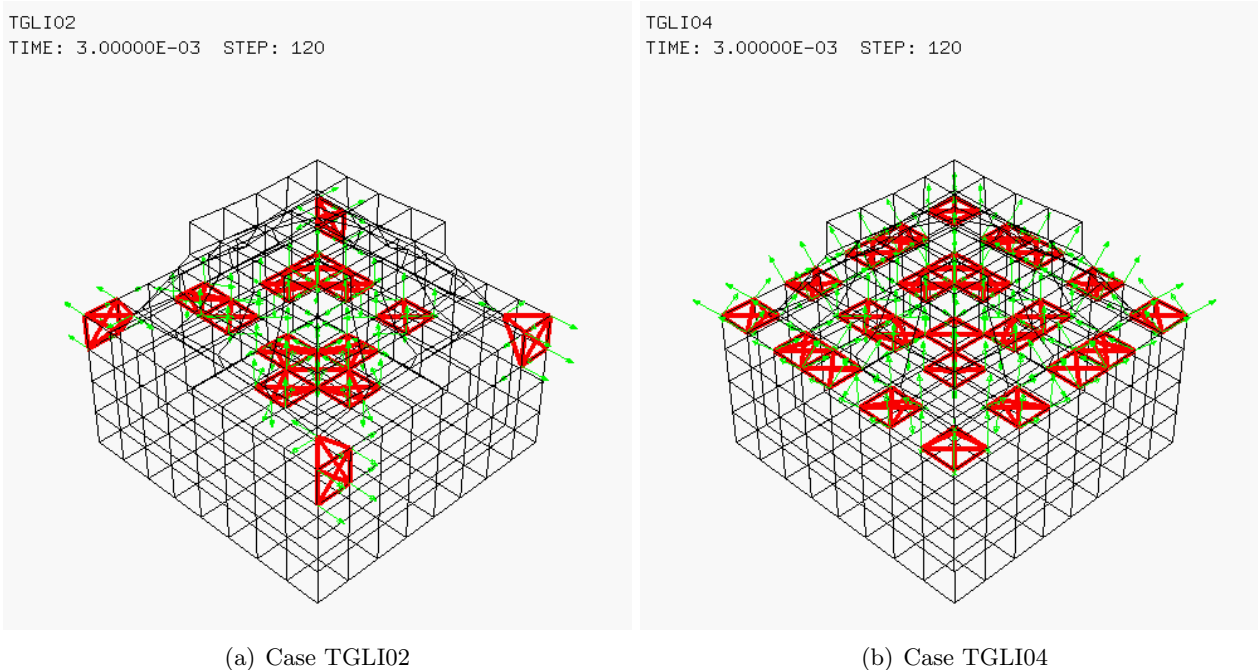 TGLI02
TIME: 3.00000E-03 STEP: 120
TGLI04
TIME: 3.00000E-03 STEP: 120
(a) Case TGLI02
(b) Case TGLI04